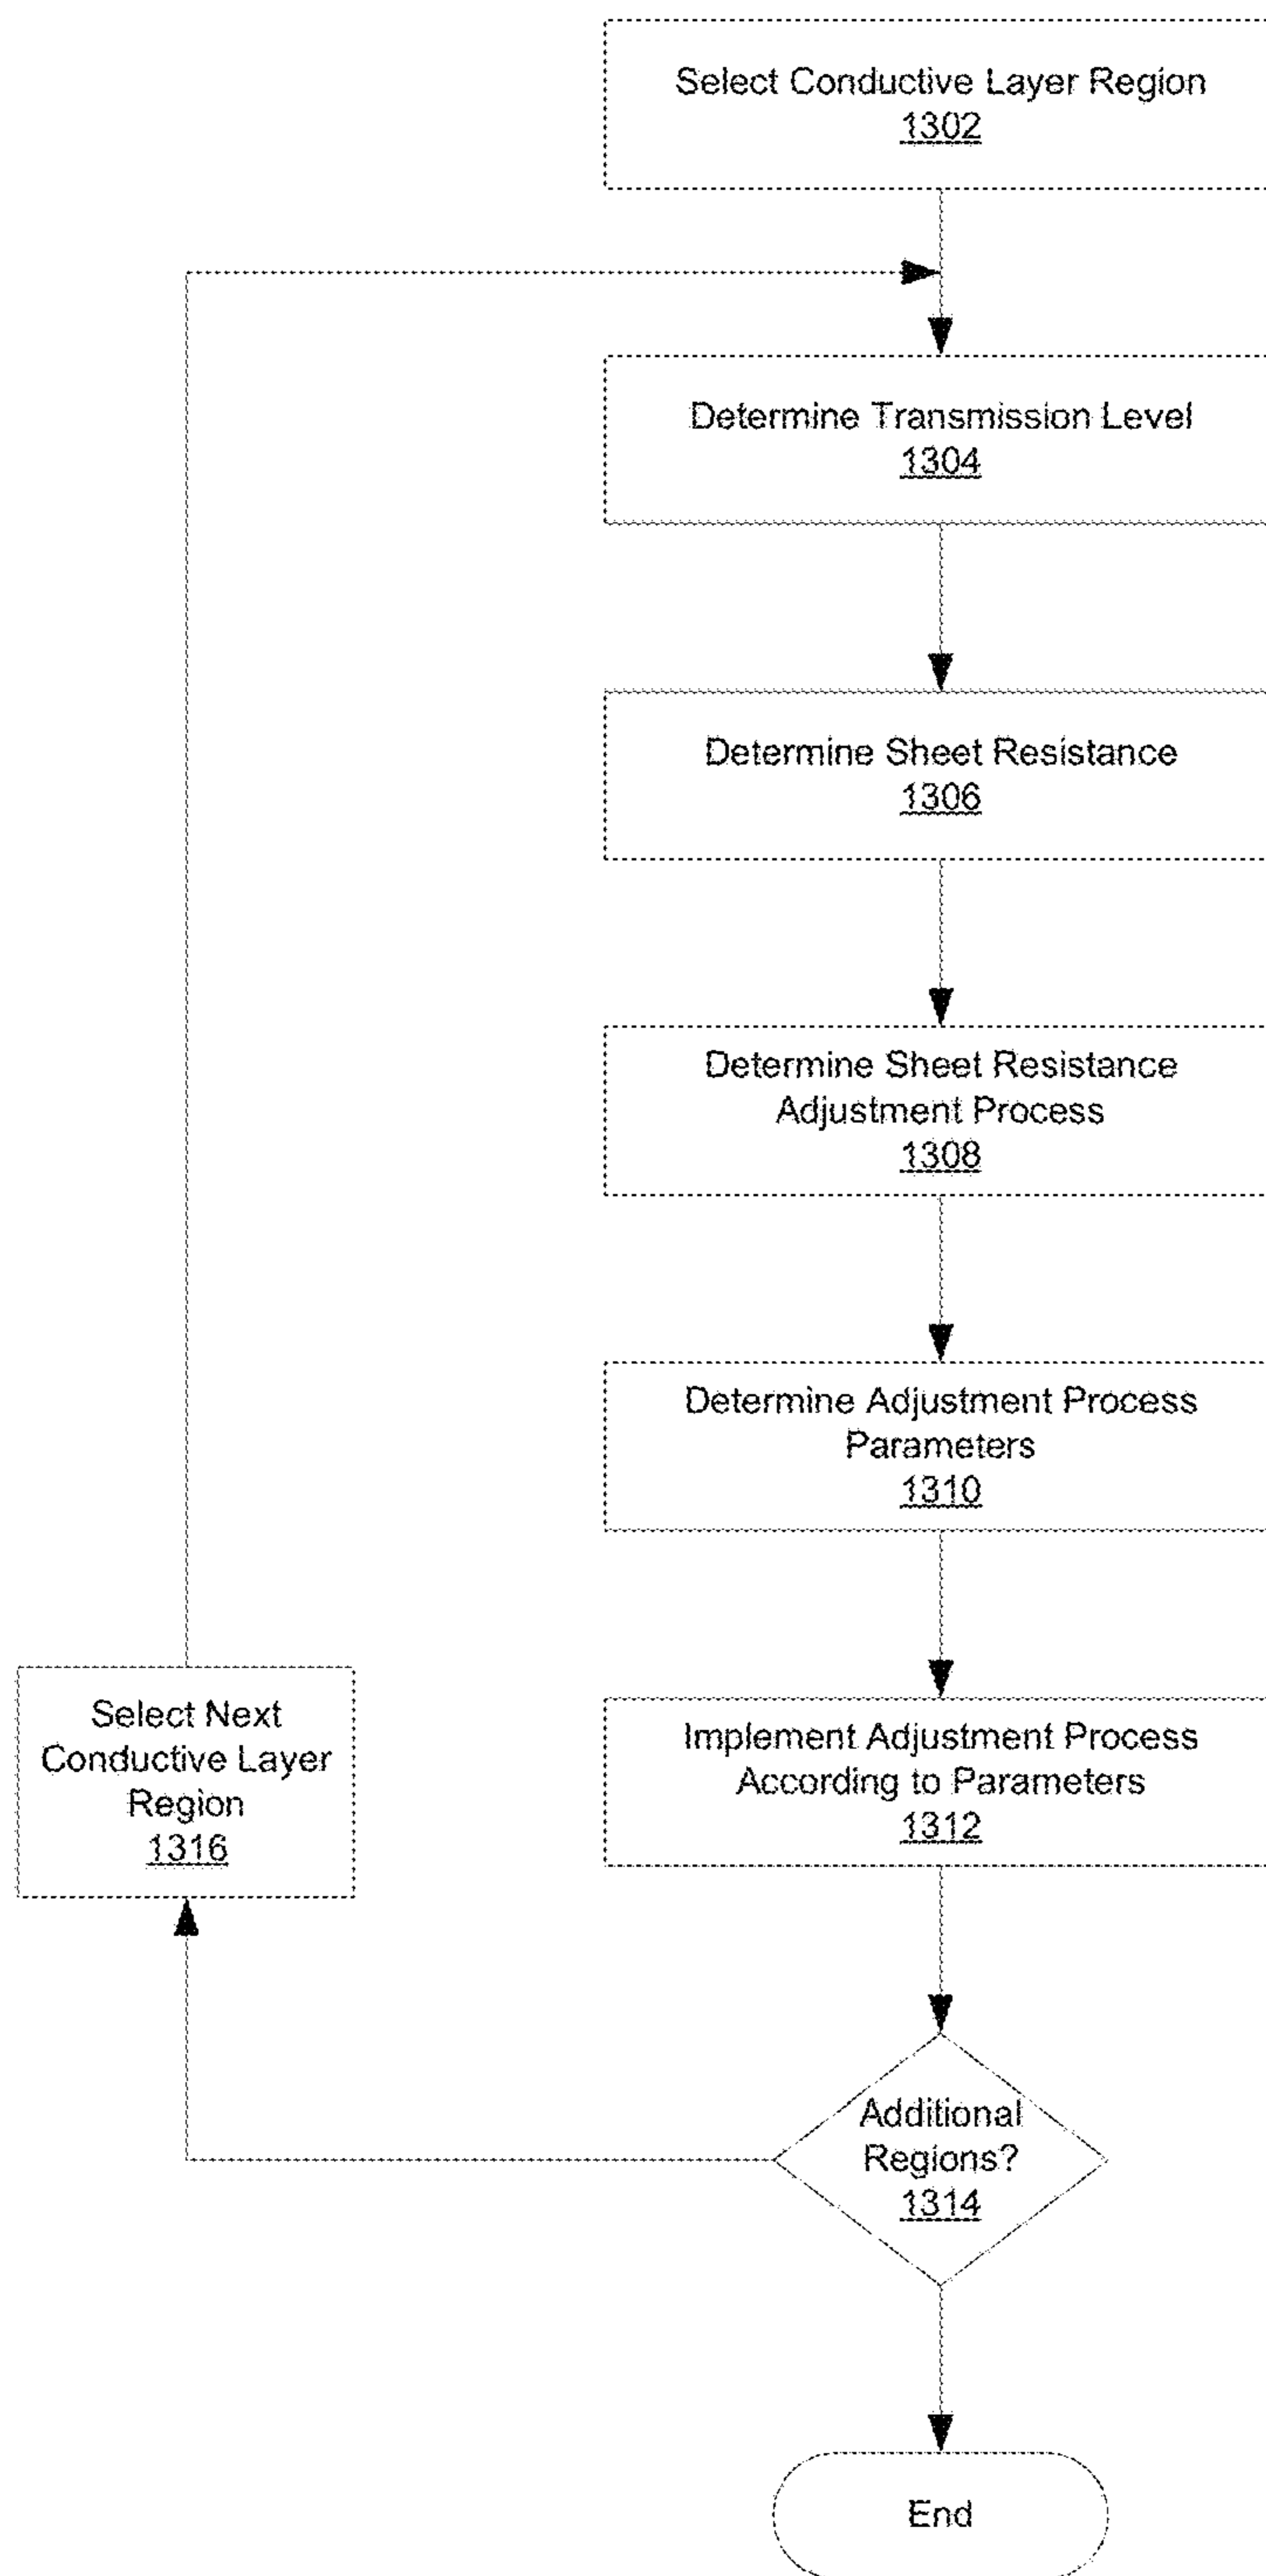 Select Conductive Layer Region
1302
Determine Transmission Level
1304
Determine Sheet Resistance
1306
Determine Sheet Resistance
Adjustment Process
1308
Determine Adjustment Process
Parameters
1310
Implement Adjustment Process
According to Parameters
1312
Select Next
Conductive Layer
Region
1316
Additional
Regions?
1314
End